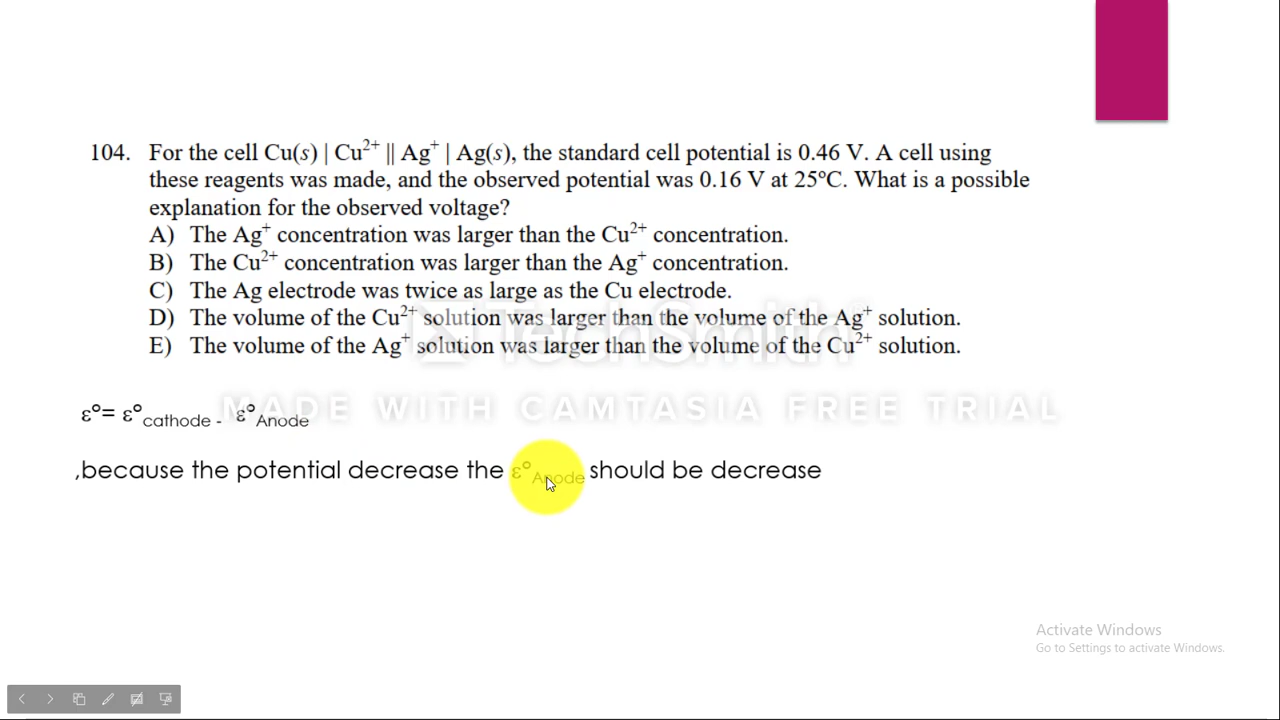 104. For the cell Cu(s) | Cu²⁺ || Ag⁺ | Ag(s), the standard cell potential is 0.46 V. A cell using
these reagents was made, and the observed potential was 0.16 V at 25ºC. What is a possible
explanation for the observed voltage?
A) The Ag⁺ concentration was larger than the Cu²⁺ concentration.
B) The Cu²⁺ concentration was larger than the Ag⁺ concentration.
C) The Ag electrode was twice as large as the Cu electrode.
D) The volume of the Cu²⁺ solution was larger than the volume of the Ag⁺ solution.
E) The volume of the Ag⁺ solution was larger than the volume of the Cu²⁺ solution.
TechSmith
MADE WITH CAMTASIA FREE TRIAL
ε°= ε°cathode - ε°Anode
,because the potential decrease the ε°Anode should be decrease
Activate Windows
Go to Settings to activate Windows.